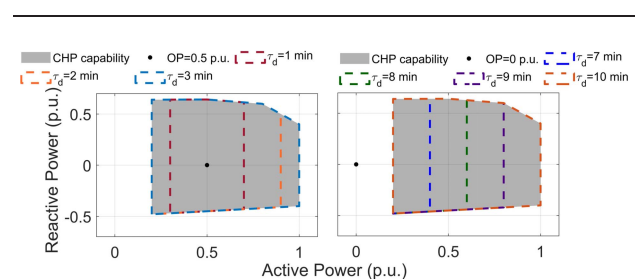 CHP capability OP=0.5 p.u. τd=1 min
τd=2 min τd=3 min
CHP capability OP=0 p.u. τd=7 min
τd=8 min τd=9 min τd=10 min
Reactive Power (p.u.)
0.5
0
-0.5
0 0.5 1
0 0.5 1
Active Power (p.u.)